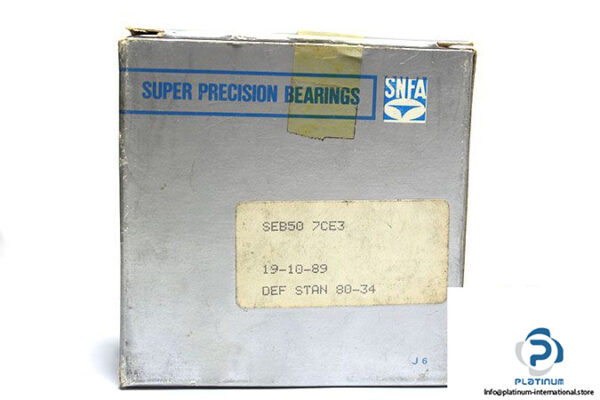 SUPER PRECISION BEARINGS
SNFA
SEB50 7CE3
19-10-89
DEF STAN 80-34
J 6
PLATINUM
Info@platinum-international.store